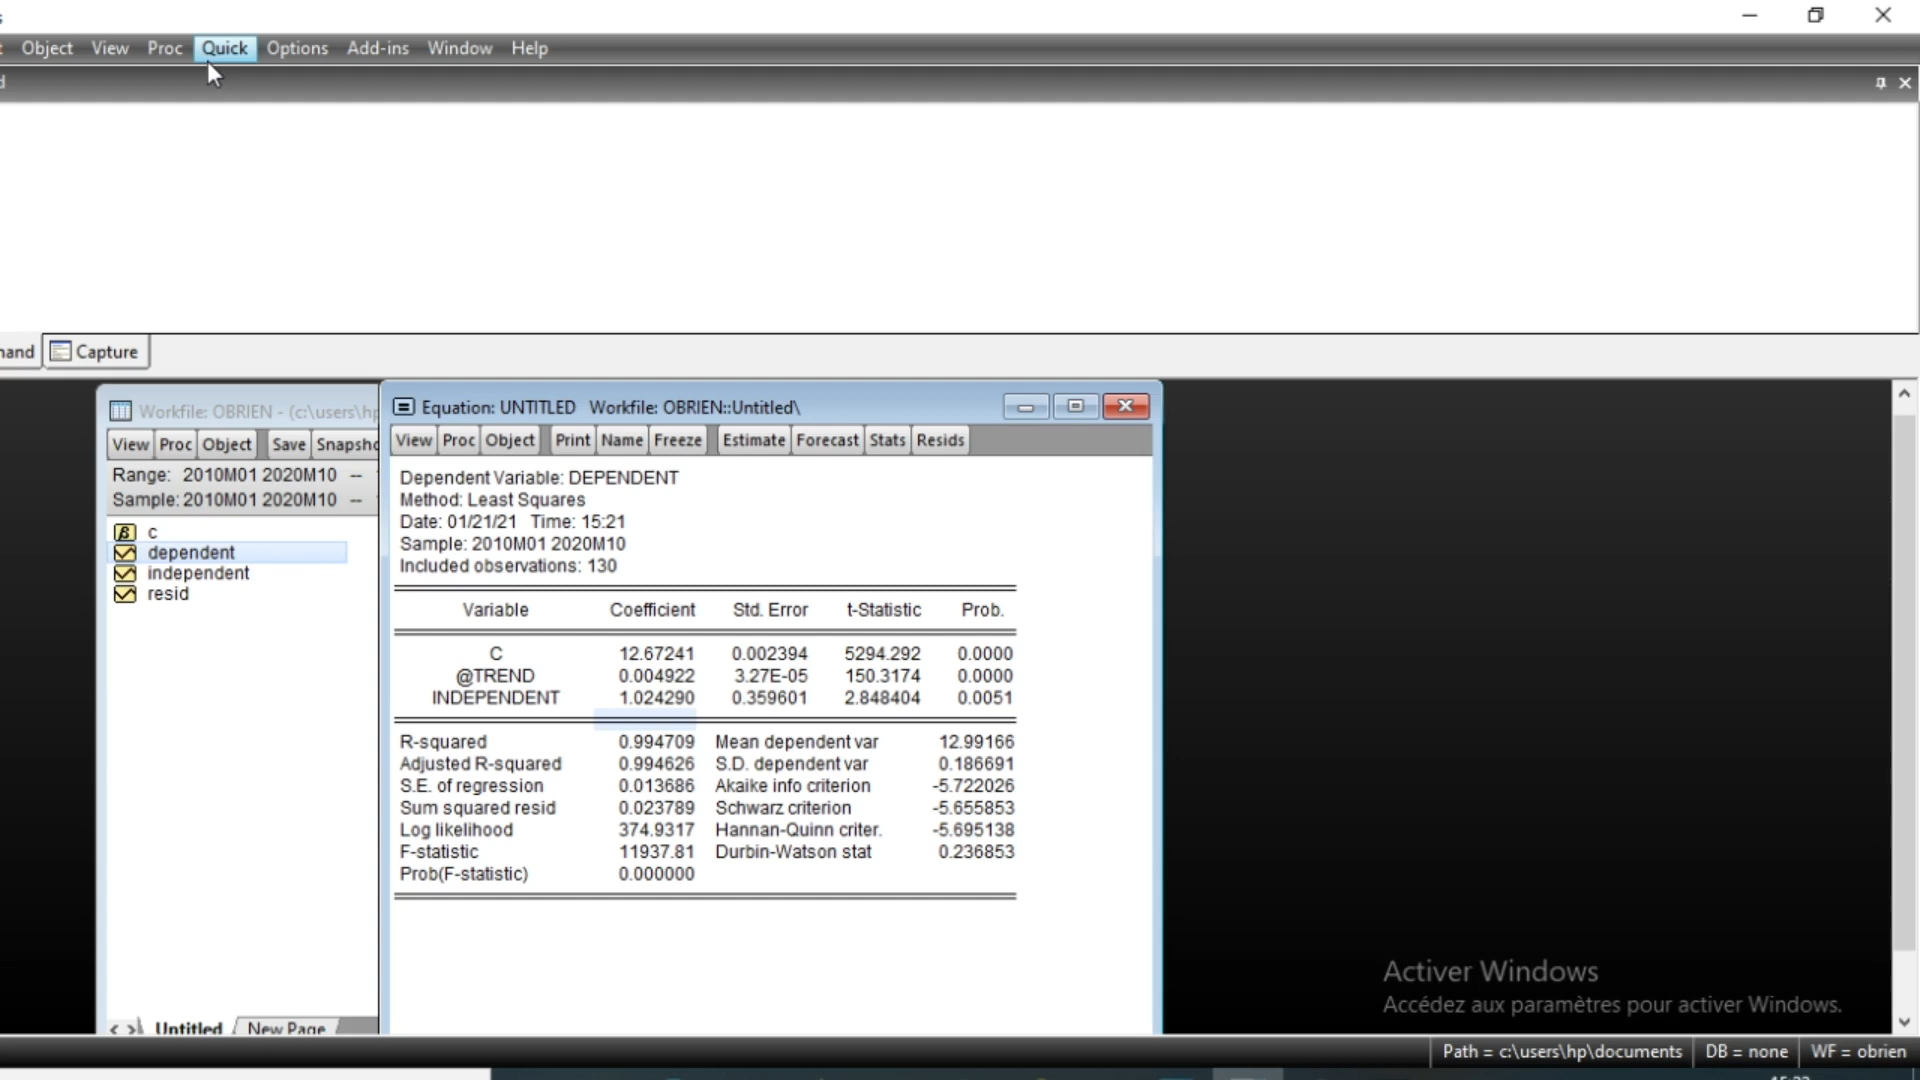 Object View Proc Quick Options Add-ins Window Help
Capture
Workfile: OBRIEN - (c:\users\hp
View Proc Object Save Snapsho
Range: 2010M01 2020M10 --
Sample: 2010M01 2020M10 --
c
dependent
independent
resid
Untitled New Page
Equation: UNTITLED Workfile: OBRIEN::Untitled\
View Proc Object Print Name Freeze Estimate Forecast Stats Resids
Dependent Variable: DEPENDENT
Method: Least Squares
Date: 01/21/21 Time: 15:21
Sample: 2010M01 2020M10
Included observations: 130
Variable Coefficient Std. Error t-Statistic Prob.
C 12.67241 0.002394 5294.292 0.0000
@TREND 0.004922 3.27E-05 150.3174 0.0000
INDEPENDENT 1.024290 0.359601 2.848404 0.0051
R-squared 0.994709 Mean dependent var 12.99166
Adjusted R-squared 0.994626 S.D. dependent var 0.186691
S.E. of regression 0.013686 Akaike info criterion -5.722026
Sum squared resid 0.023789 Schwarz criterion -5.655853
Log likelihood 374.9317 Hannan-Quinn criter. -5.695138
F-statistic 11937.81 Durbin-Watson stat 0.236853
Prob(F-statistic) 0.000000
Activer Windows
Accédez aux paramètres pour activer Windows.
Path = c:\users\hp\documents DB = none WF = obrien